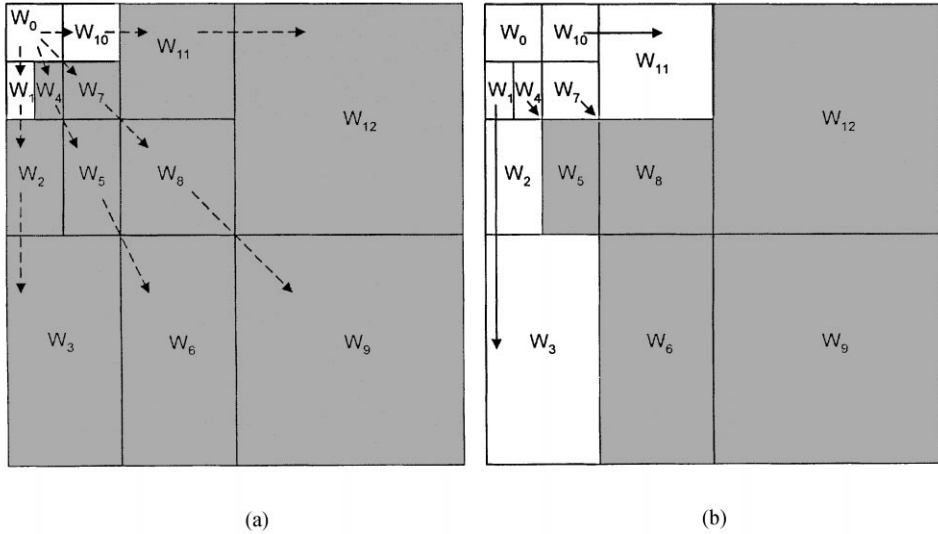 W₀ W₁₀ W₁₁ W₁₂
W₁ W₄ W₇
W₂ W₅ W₈
W₃ W₆ W₉
(a)
W₀ W₁₀ W₁₁ W₁₂
W₁ W₄ W₇
W₂ W₅ W₈
W₃ W₆ W₉
(b)